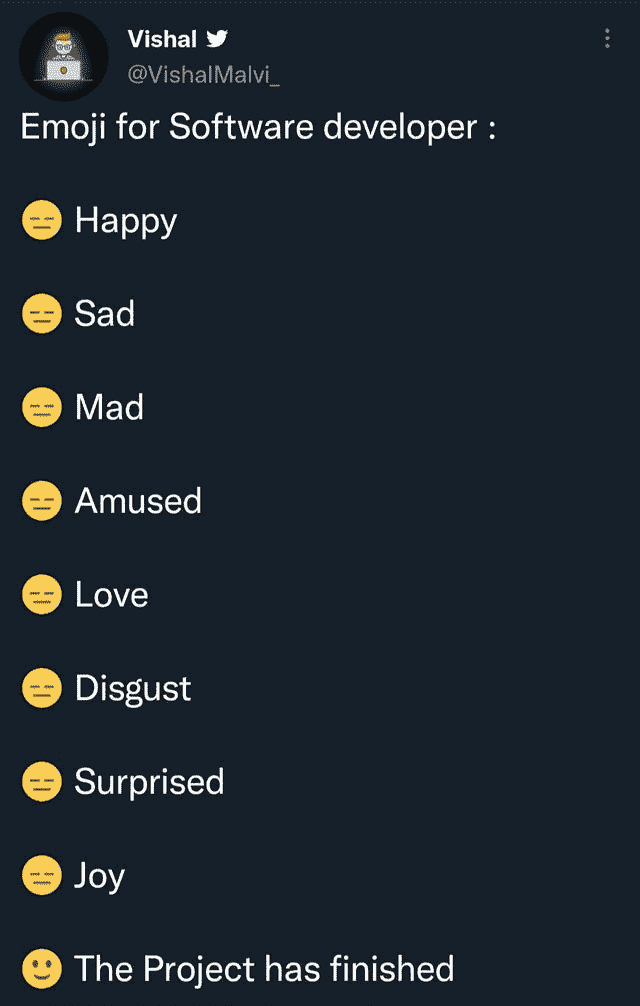 Vishal
@VishalMalvi_
Emoji for Software developer :
😑 Happy
😑 Sad
😑 Mad
😑 Amused
😑 Love
😑 Disgust
😑 Surprised
😑 Joy
🙂 The Project has finished